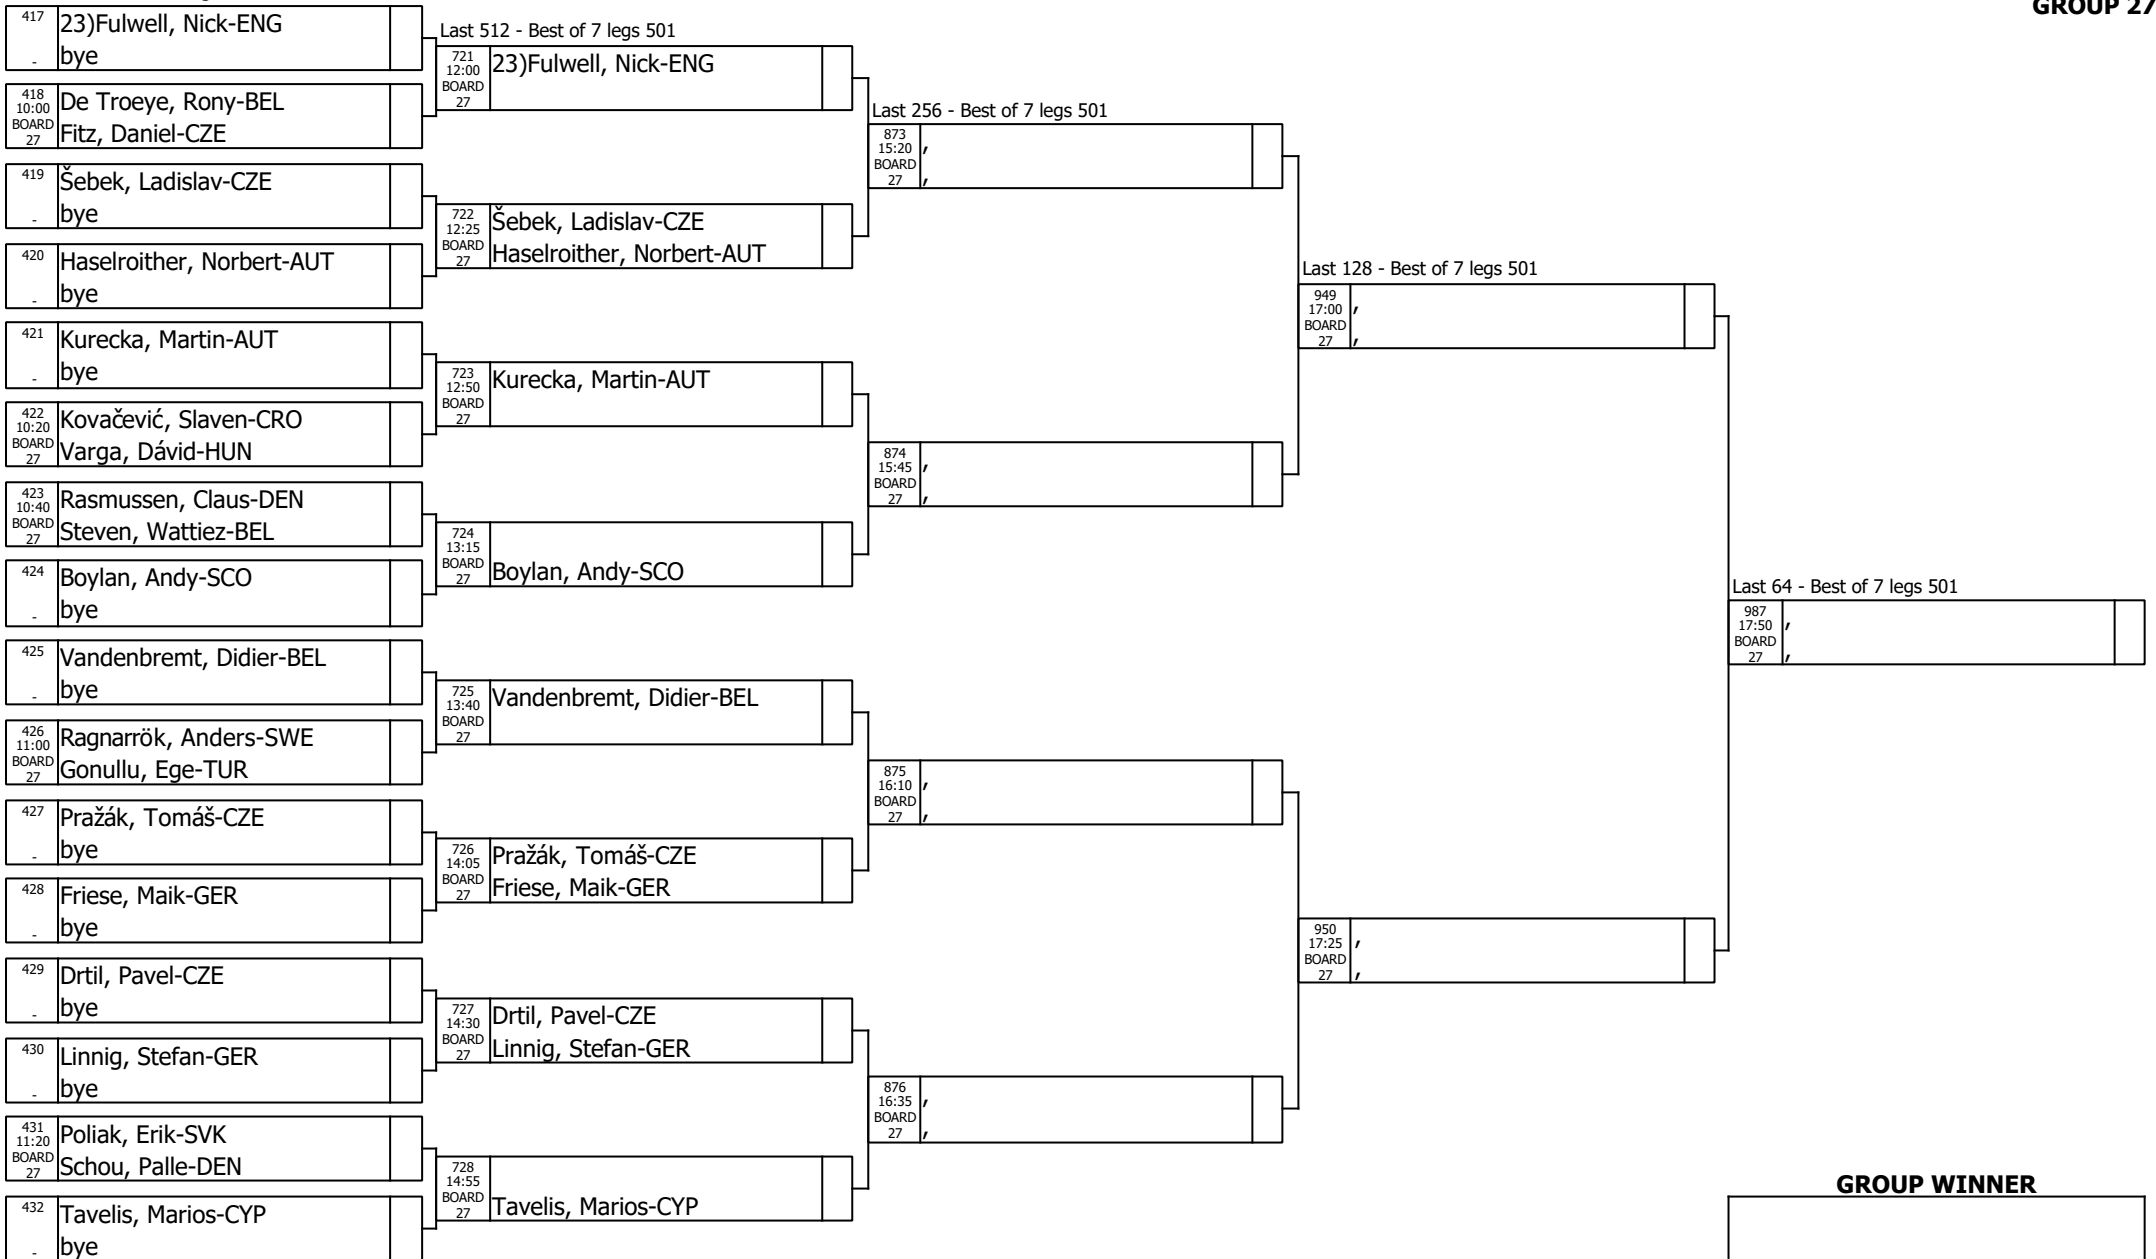 GROUP 27
417
23)Fulwell, Nick-ENG
-
bye
418
10:00
BOARD
27
De Troeye, Rony-BEL
Fitz, Daniel-CZE
419
Šebek, Ladislav-CZE
-
bye
420
Haselroither, Norbert-AUT
-
bye
421
Kurecka, Martin-AUT
-
bye
422
10:20
BOARD
27
Kovačević, Slaven-CRO
Varga, Dávid-HUN
423
10:40
BOARD
27
Rasmussen, Claus-DEN
Steven, Wattiez-BEL
424
Boylan, Andy-SCO
-
bye
425
Vandenbremt, Didier-BEL
-
bye
426
11:00
BOARD
27
Ragnarrök, Anders-SWE
Gonullu, Ege-TUR
427
Pražák, Tomáš-CZE
-
bye
428
Friese, Maik-GER
-
bye
429
Drtil, Pavel-CZE
-
bye
430
Linnig, Stefan-GER
-
bye
431
11:20
BOARD
27
Poliak, Erik-SVK
Schou, Palle-DEN
432
Tavelis, Marios-CYP
-
bye
Last 512 - Best of 7 legs 501
721
12:00
BOARD
27
23)Fulwell, Nick-ENG
722
12:25
BOARD
27
Šebek, Ladislav-CZE
Haselroither, Norbert-AUT
723
12:50
BOARD
27
Kurecka, Martin-AUT
724
13:15
BOARD
27
Boylan, Andy-SCO
725
13:40
BOARD
27
Vandenbremt, Didier-BEL
726
14:05
BOARD
27
Pražák, Tomáš-CZE
Friese, Maik-GER
727
14:30
BOARD
27
Drtil, Pavel-CZE
Linnig, Stefan-GER
728
14:55
BOARD
27
Tavelis, Marios-CYP
Last 256 - Best of 7 legs 501
873
15:20
BOARD
27
,
,
874
15:45
BOARD
27
,
,
875
16:10
BOARD
27
,
,
876
16:35
BOARD
27
,
,
Last 128 - Best of 7 legs 501
949
17:00
BOARD
27
,
,
950
17:25
BOARD
27
,
,
Last 64 - Best of 7 legs 501
987
17:50
BOARD
27
,
,
GROUP WINNER